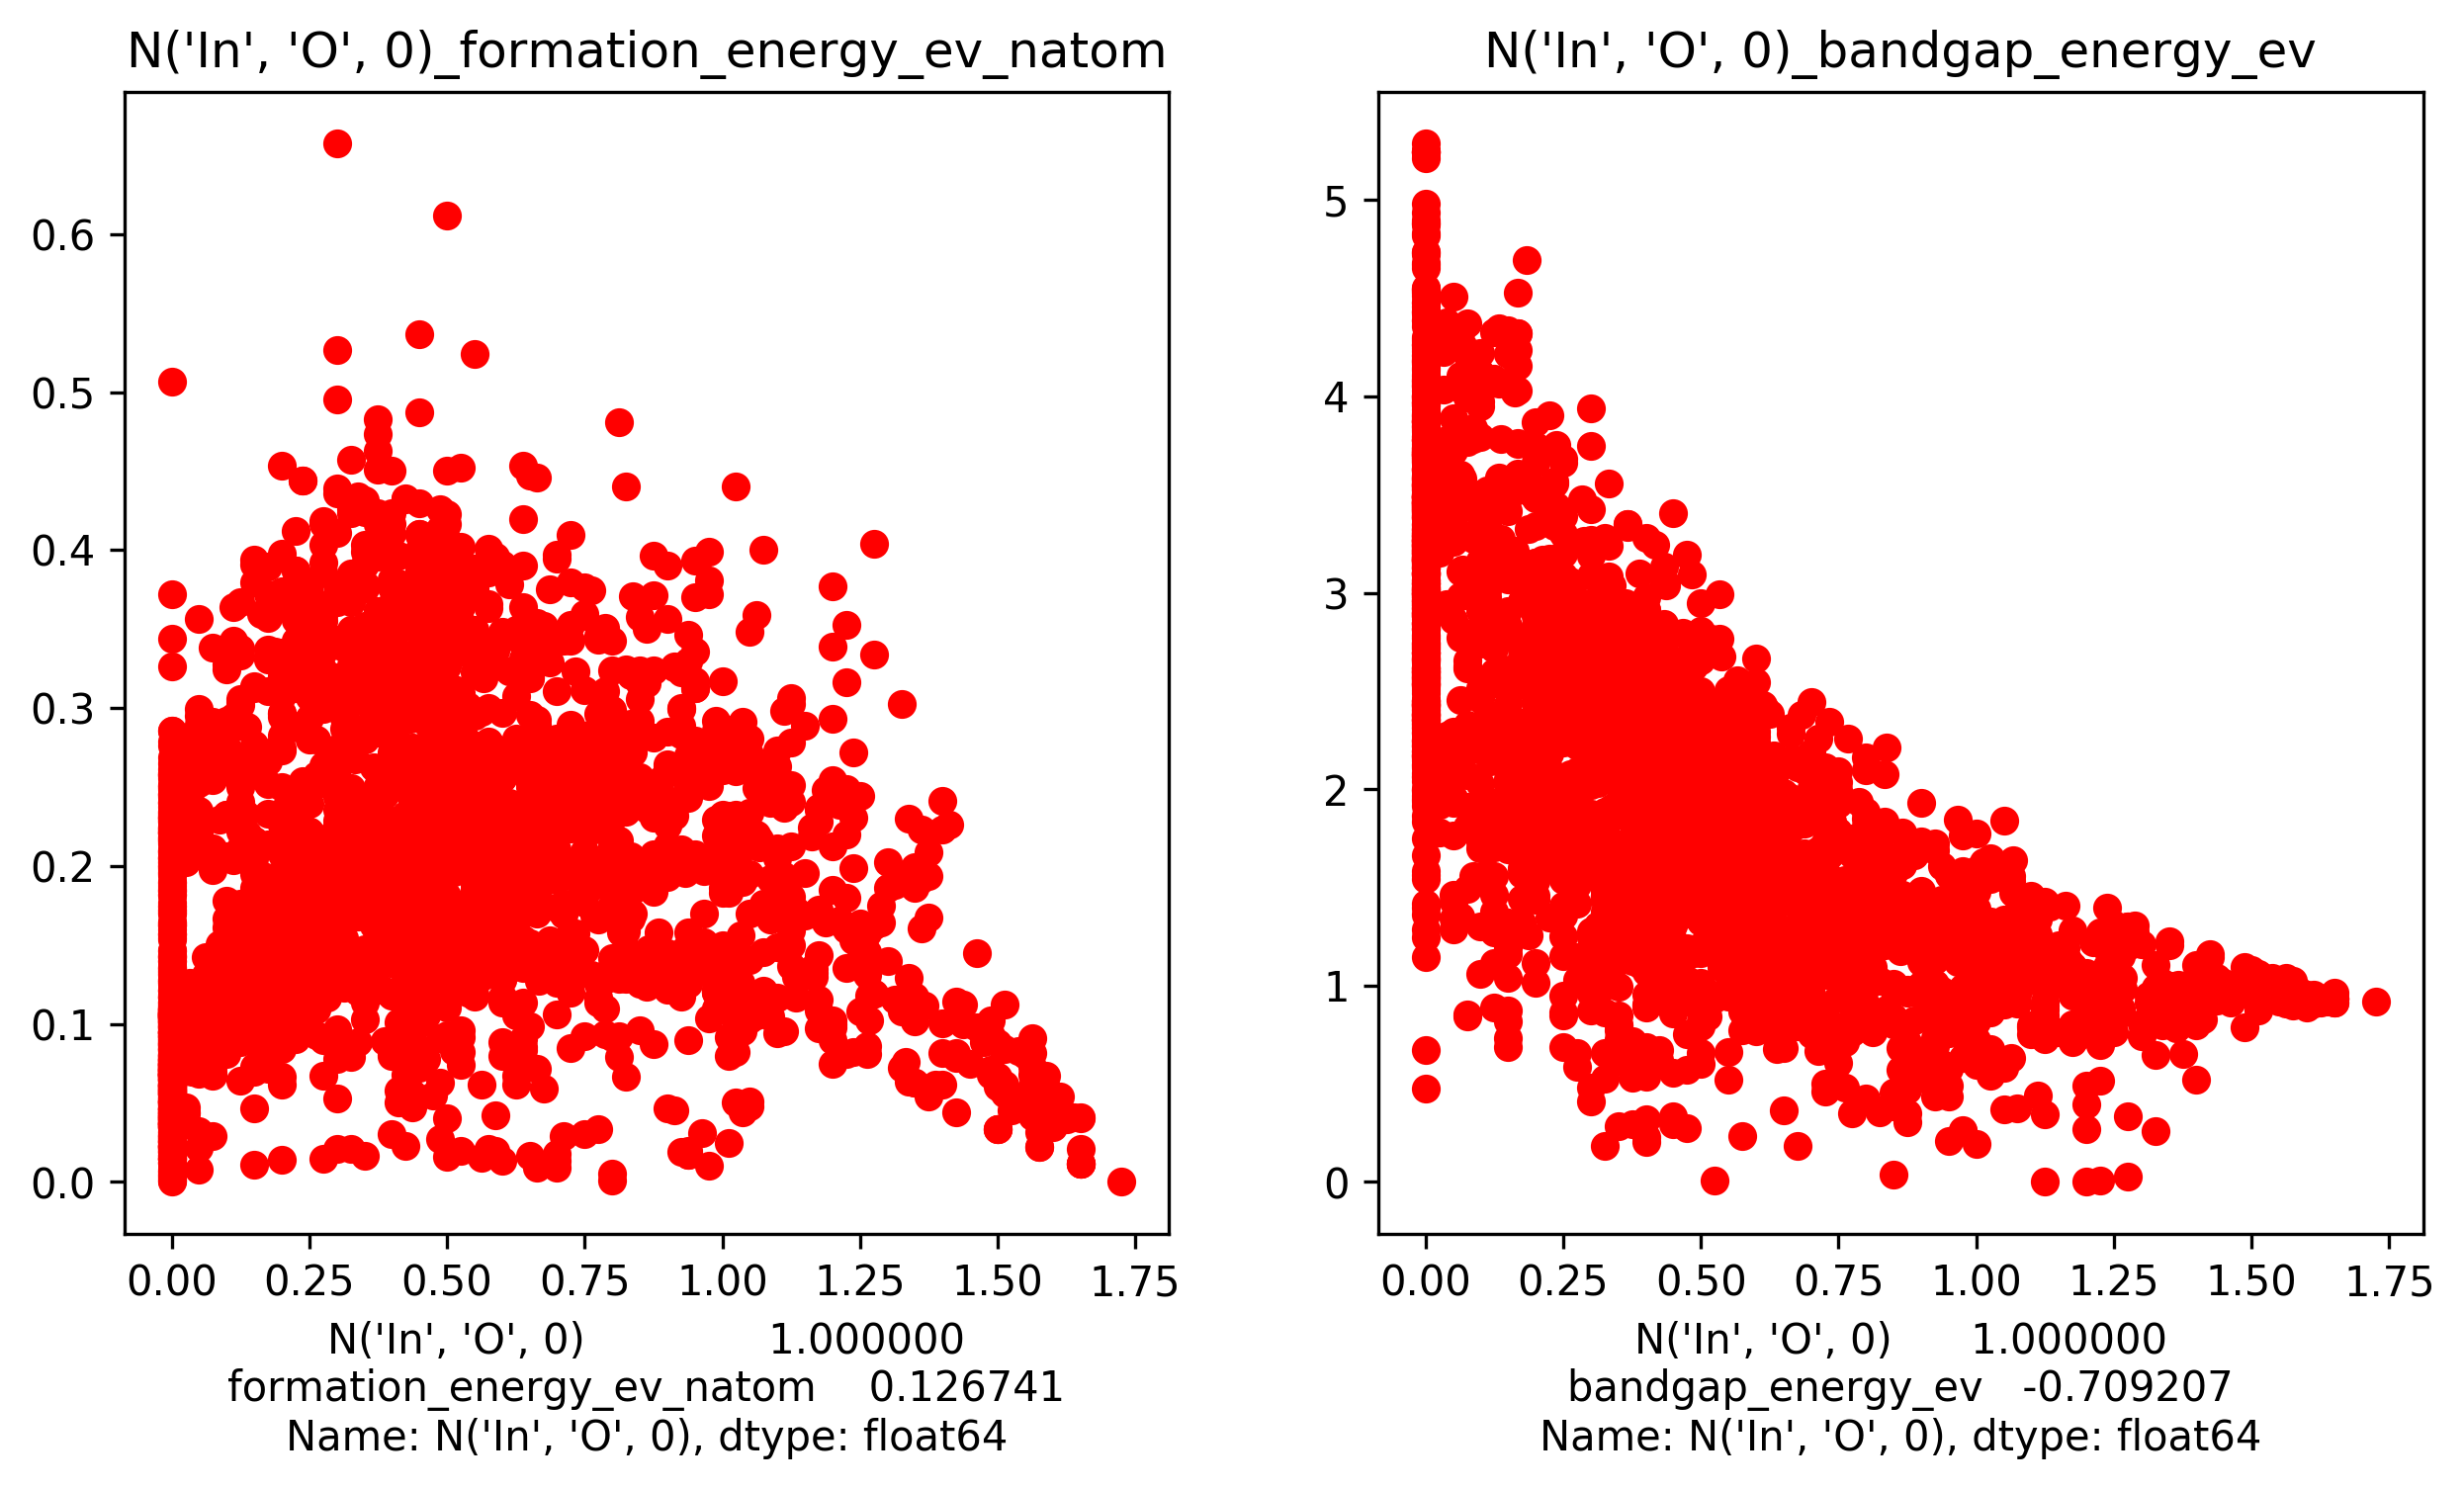 N('In', 'O', 0)_formation_energy_ev_natom
0.6
0.5
0.4
0.3
0.2
0.1
0.0
0.00 0.25 0.50 0.75 1.00 1.25 1.50 1.75
N('In', 'O', 0) 1.000000
formation_energy_ev_natom 0.126741
Name: N('In', 'O', 0), dtype: float64
N('In', 'O', 0)_bandgap_energy_ev
5
4
3
2
1
0
0.00 0.25 0.50 0.75 1.00 1.25 1.50 1.75
N('In', 'O', 0) 1.000000
bandgap_energy_ev -0.709207
Name: N('In', 'O', 0), dtype: float64